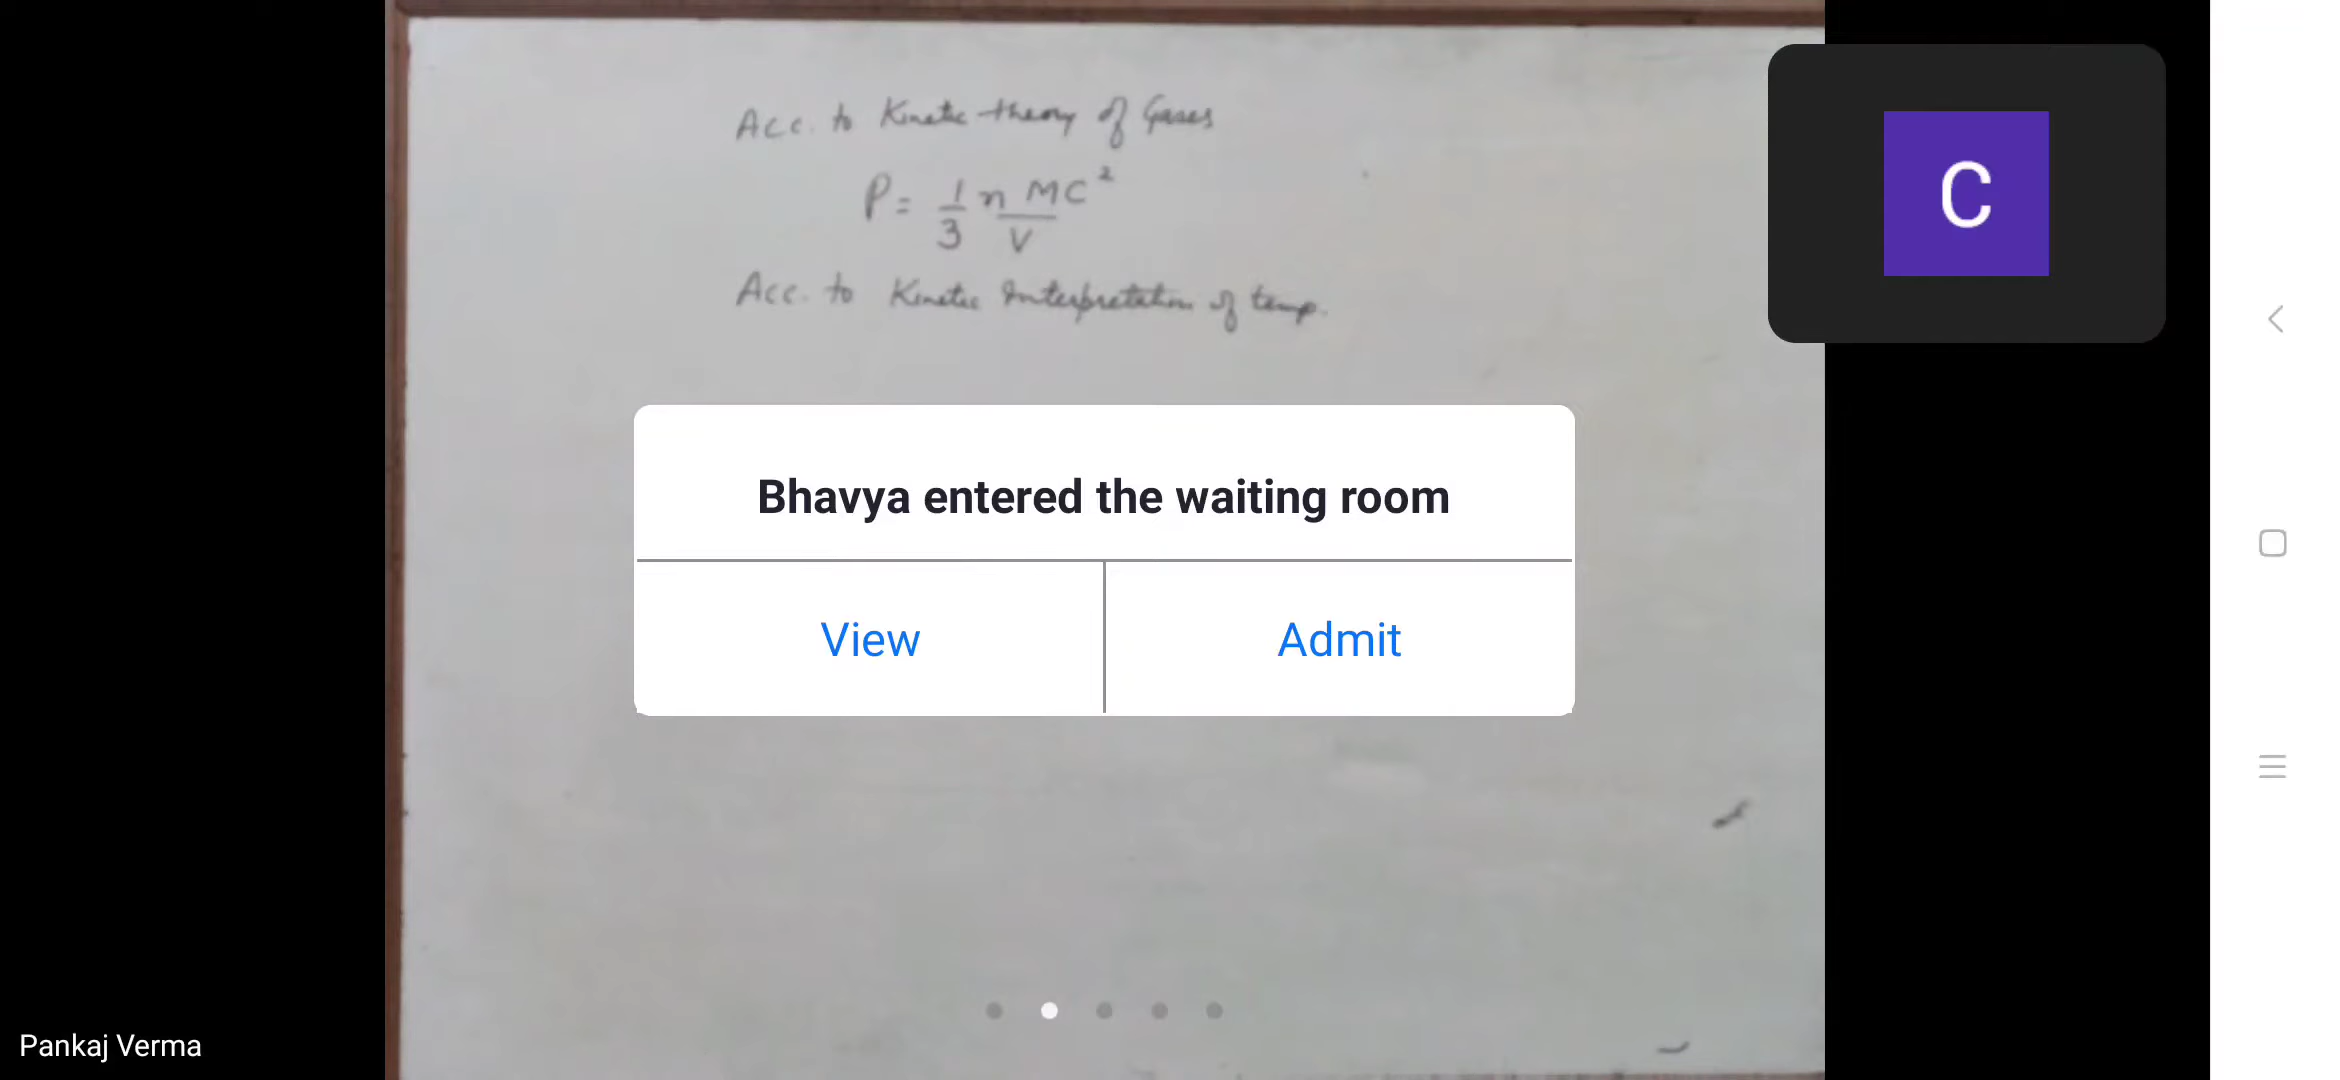 Acc. to Kinetic theory of Gases
P = 1/3 n MC² / V
Acc. to Kinetic Interpretation of temp.
C
Bhavya entered the waiting room
View
Admit
Pankaj Verma